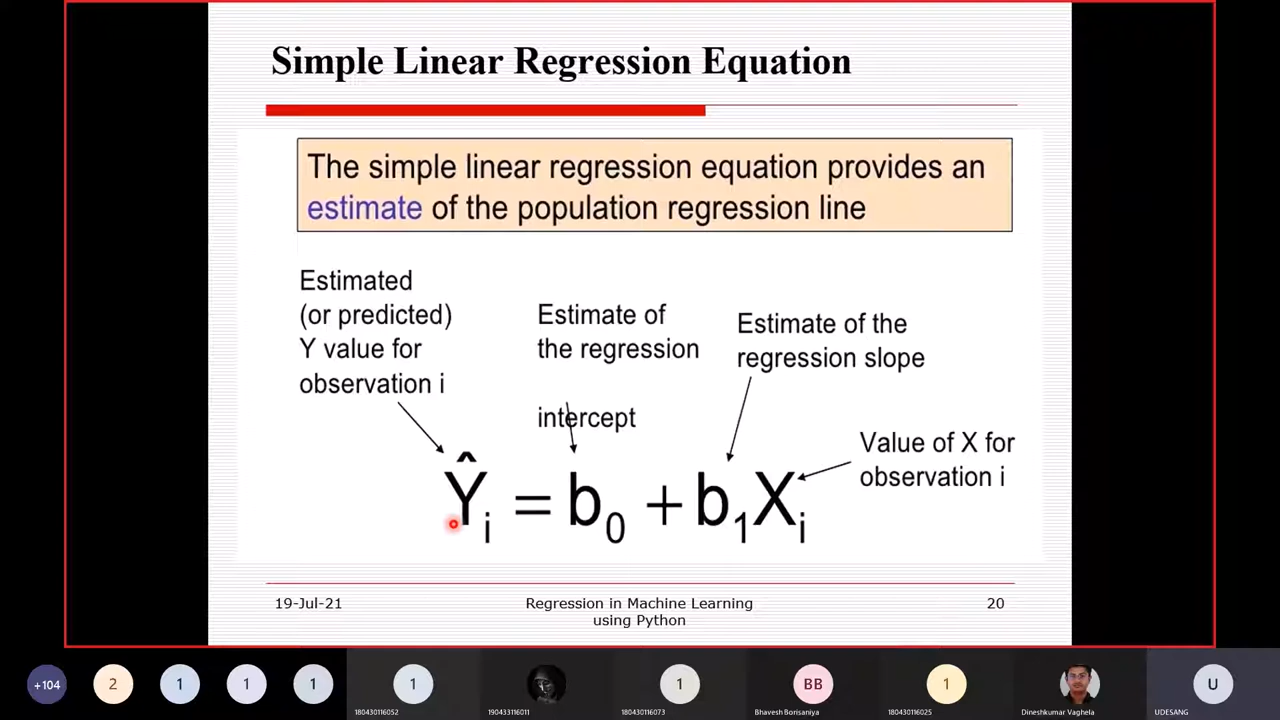 Simple Linear Regression Equation
The simple linear regression equation provides an
estimate of the population regression line
Estimated
(or predicted)
Y value for
observation i
Estimate of
the regression
intercept
Estimate of the
regression slope
Value of X for
observation i
Ŷi = b0 + b1Xi
19-Jul-21
Regression in Machine Learning
using Python
20
+104
2
1
1
1
1
180430116052
190433116011
1
180430116073
BB
Bhavesh Borisaniya
1
180430116025
Dineshkumar Vaghela
U
UDESANG